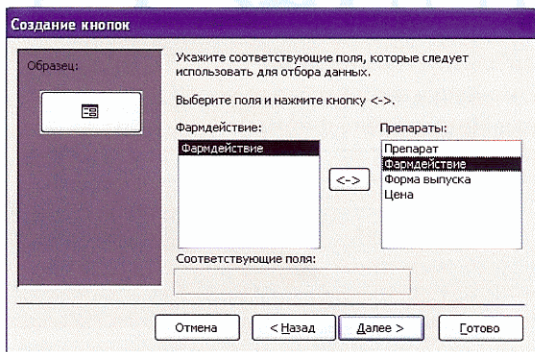 Создание кнопок
Образец:
Укажите соответствующие поля, которые следует
использовать для отбора данных.
Выберите поля и нажмите кнопку <->.
Фармдействие:
Препараты:
Фармдействие
<->
Препарат
Фармдействие
Форма выпуска
Цена
Соответствующие поля:
Отмена
< Назад
Далее >
Готово